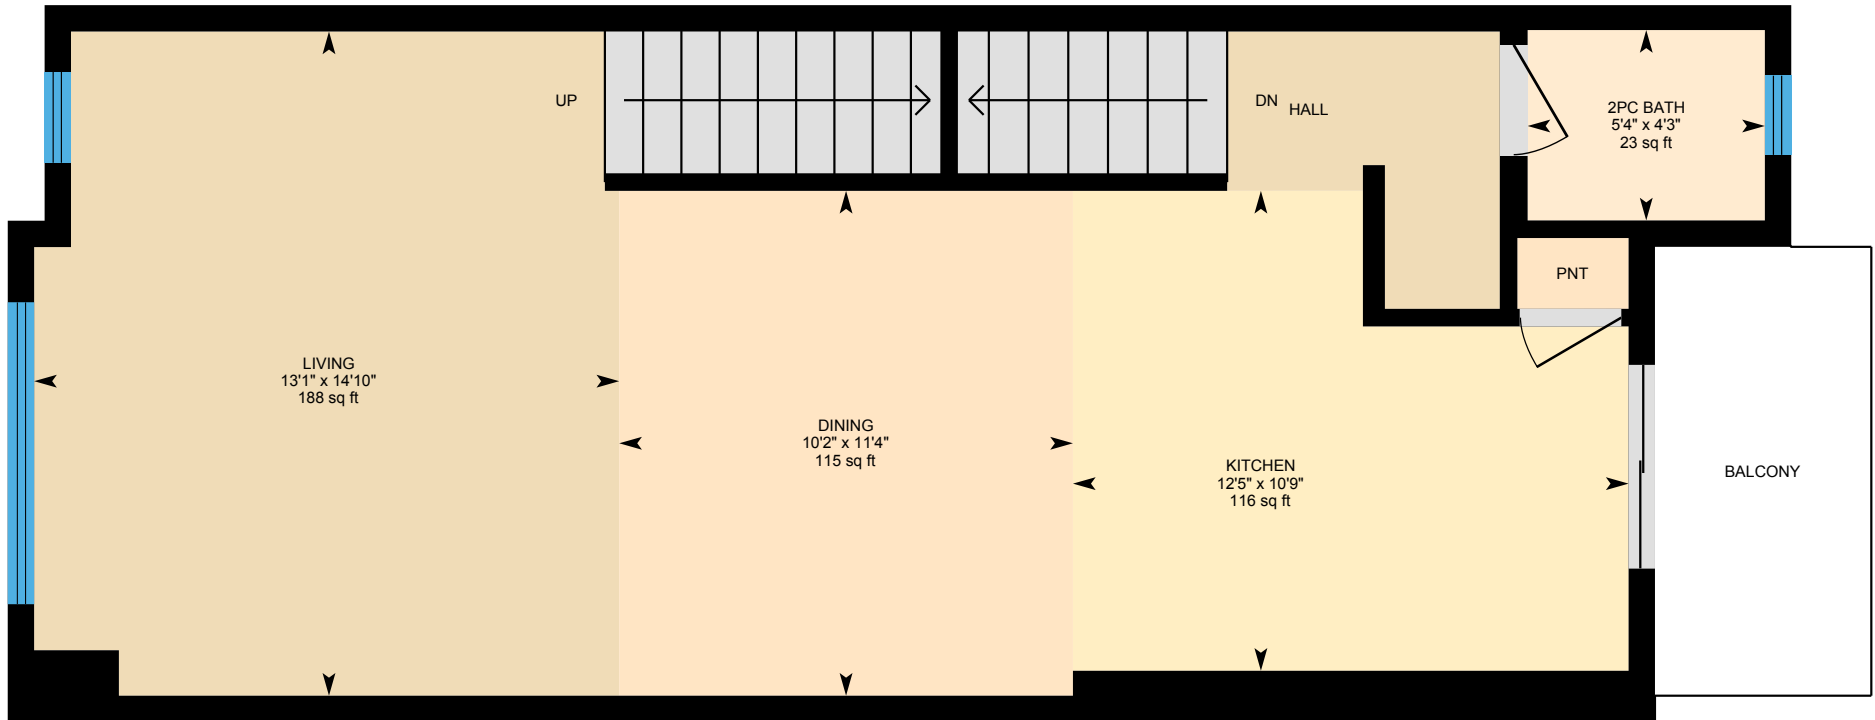 UP
DN
HALL
2PC BATH
5'4" x 4'3"
23 sq ft
PNT
LIVING
13'1" x 14'10"
188 sq ft
DINING
10'2" x 11'4"
115 sq ft
KITCHEN
12'5" x 10'9"
116 sq ft
BALCONY